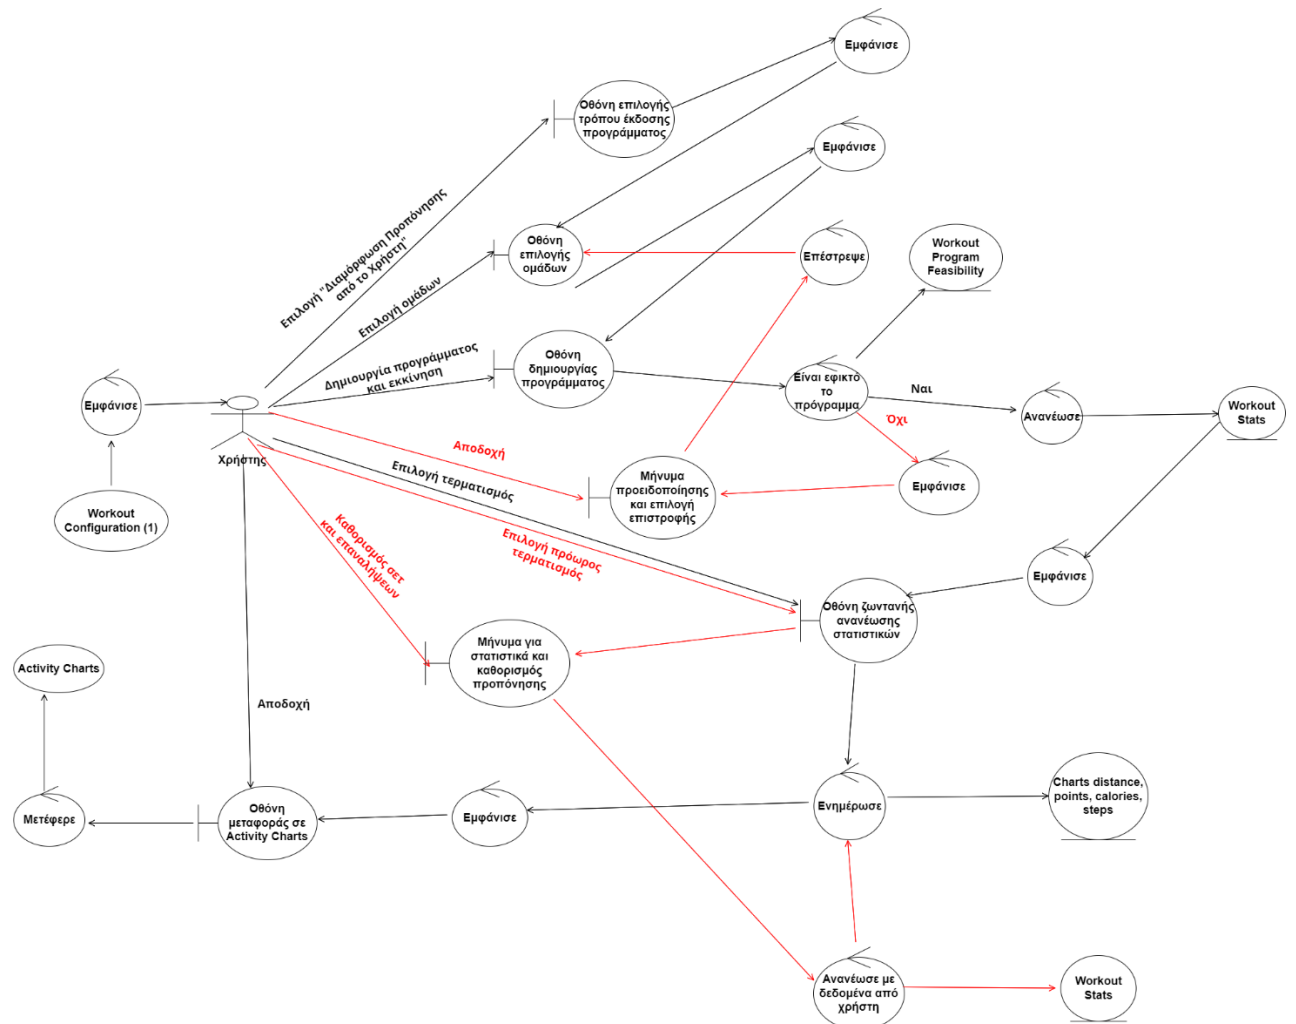 Εμφάνισε
Οθόνη επιλογής
τρόπου έκδοσης
προγράμματος
Εμφάνισε
Επιλογή "Διαμόρφωση Προπόνησης
από το Χρήστη"
Οθόνη
επιλογής
ομάδων
Επέστρεψε
Workout
Program
Feasibility
Επιλογή ομάδων
Δημιουργία προγράμματος
και εκκίνηση
Οθόνη
δημιουργίας
προγράμματος
Είναι εφικτό
το
πρόγραμμα
Ναι
Όχι
Ανανέωσε
Workout
Stats
Εμφάνισε
Χρήστης
Αποδοχή
Επιλογή τερματισμός
Μήνυμα
προειδοποίησης
και επιλογή
επιστροφής
Εμφάνισε
Workout
Configuration (1)
Καθορισμός σετ
και επαναλήψεων
Επιλογή πρόωρος
τερματισμός
Εμφάνισε
Οθόνη ζωντανής
ανανέωσης
στατιστικών
Μήνυμα για
στατιστικά και
καθορισμός
προπόνησης
Activity Charts
Αποδοχή
Μετέφερε
Οθόνη
μεταφοράς σε
Activity Charts
Εμφάνισε
Ενημέρωσε
Charts distance,
points, calories,
steps
Ανανέωσε με
δεδομένα από
χρήστη
Workout
Stats